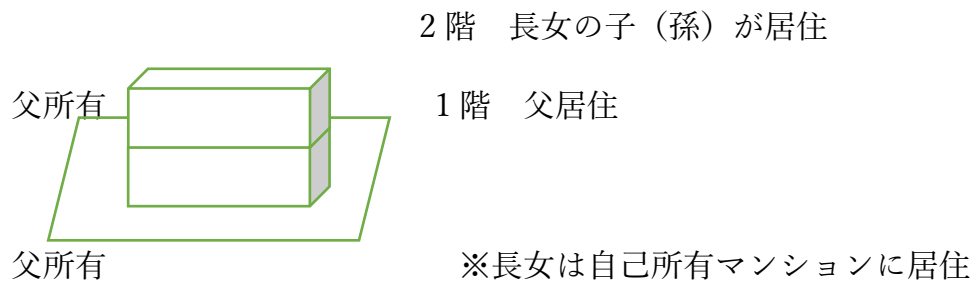 2階　長女の子（孫）が居住
父所有
1階　父居住
父所有
※長女は自己所有マンションに居住